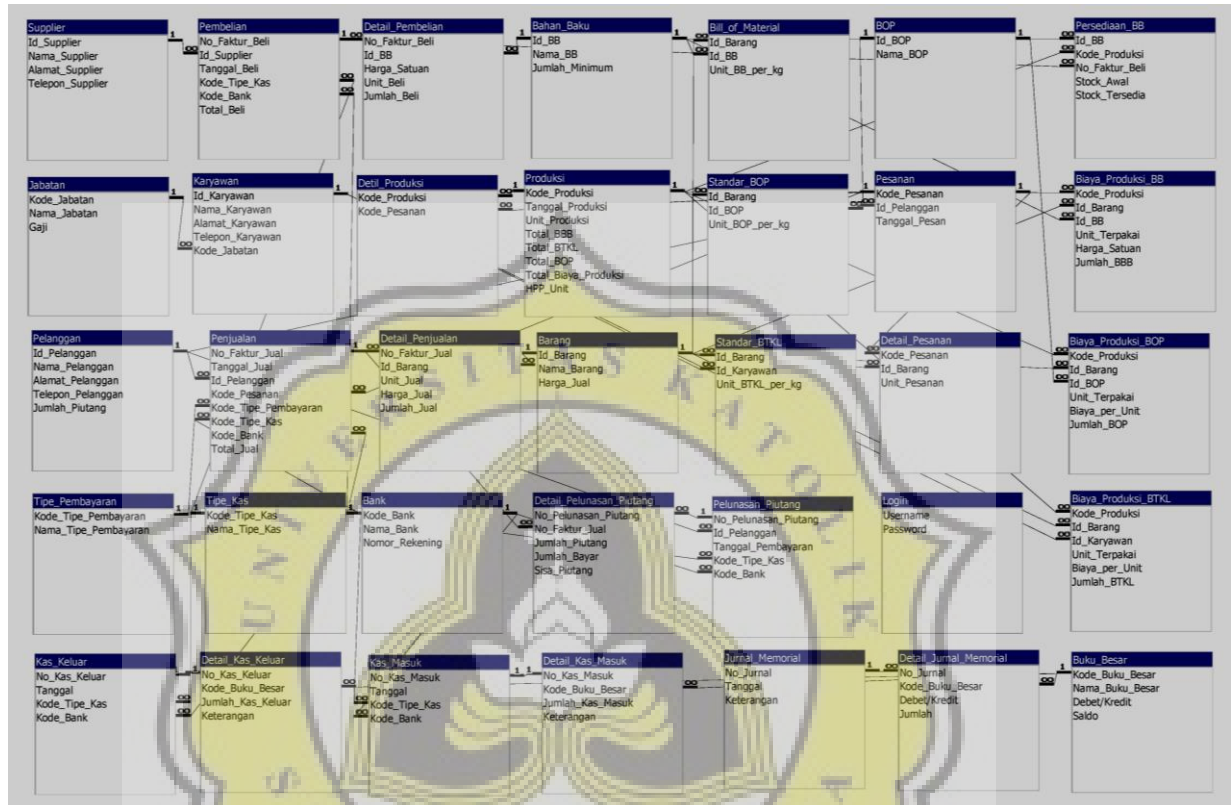 Supplier
Id_Supplier
Nama_Supplier
Alamat_Supplier
Telepon_Supplier
Pembelian
No_Faktur_Beli
Id_Supplier
Tanggal_Beli
Kode_Tipe_Kas
Kode_Bank
Total_Beli
Detail_Pembelian
No_Faktur_Beli
Id_BB
Harga_Satuan
Unit_Beli
Jumlah_Beli
Bahan_Baku
Id_BB
Nama_BB
Jumlah_Minimum
Bill_of_Material
Id_Barang
Id_BB
Unit_BB_per_kg
BOP
Id_BOP
Nama_BOP
Persediaan_BB
Id_BB
Kode_Produksi
No_Faktur_Beli
Stock_Awal
Stock_Tersedia
Jabatan
Kode_Jabatan
Nama_Jabatan
Gaji
Karyawan
Id_Karyawan
Nama_Karyawan
Alamat_Karyawan
Telepon_Karyawan
Kode_Jabatan
Detil_Produksi
Kode_Produksi
Kode_Pesanan
Produksi
Kode_Produksi
Tanggal_Produksi
Unit_Produksi
Total_BBB
Total_BTKL
Total_BOP
Total_Biaya_Produksi
HPP_Unit
Standar_BOP
Id_Barang
Id_BOP
Unit_BOP_per_kg
Pesanan
Kode_Pesanan
Id_Pelanggan
Tanggal_Pesan
Biaya_Produksi_BB
Kode_Produksi
Id_Barang
Id_BB
Unit_Terpakai
Harga_Satuan
Jumlah_BBB
Pelanggan
Id_Pelanggan
Nama_Pelanggan
Alamat_Pelanggan
Telepon_Pelanggan
Jumlah_Piutang
Penjualan
No_Faktur_Jual
Tanggal_Jual
Id_Pelanggan
Kode_Pesanan
Kode_Tipe_Pembayaran
Kode_Tipe_Kas
Kode_Bank
Total_Jual
Detail_Penjualan
No_Faktur_Jual
Id_Barang
Unit_Jual
Harga_Jual
Jumlah_Jual
Barang
Id_Barang
Nama_Barang
Harga_Jual
Standar_BTKL
Id_Barang
Id_Karyawan
Unit_BTKL_per_kg
Detail_Pesanan
Kode_Pesanan
Id_Barang
Unit_Pesanan
Biaya_Produksi_BOP
Kode_Produksi
Id_Barang
Id_BOP
Unit_Terpakai
Biaya_per_Unit
Jumlah_BOP
Tipe_Pembayaran
Kode_Tipe_Pembayaran
Nama_Tipe_Pembayaran
Tipe_Kas
Kode_Tipe_Kas
Nama_Tipe_Kas
Bank
Kode_Bank
Nama_Bank
Nomor_Rekening
Detail_Pelunasan_Piutang
No_Pelunasan_Piutang
No_Faktur_Jual
Jumlah_Piutang
Jumlah_Bayar
Sisa_Piutang
Pelunasan_Piutang
No_Pelunasan_Piutang
Id_Pelanggan
Tanggal_Pembayaran
Kode_Tipe_Kas
Kode_Bank
Login
Username
Password
Biaya_Produksi_BTKL
Kode_Produksi
Id_Barang
Id_Karyawan
Unit_Terpakai
Biaya_per_Unit
Jumlah_BTKL
Kas_Keluar
No_Kas_Keluar
Tanggal
Kode_Tipe_Kas
Kode_Bank
Detail_Kas_Keluar
No_Kas_Keluar
Kode_Buku_Besar
Jumlah_Kas_Keluar
Keterangan
Kas_Masuk
No_Kas_Masuk
Tanggal
Kode_Tipe_Kas
Kode_Bank
Detail_Kas_Masuk
No_Kas_Masuk
Kode_Buku_Besar
Jumlah_Kas_Masuk
Keterangan
Jurnal_Memorial
No_Jurnal
Tanggal
Keterangan
Detail_Jurnal_Memorial
No_Jurnal
Kode_Buku_Besar
Debet/Kredit
Jumlah
Buku_Besar
Kode_Buku_Besar
Nama_Buku_Besar
Debet/Kredit
Saldo